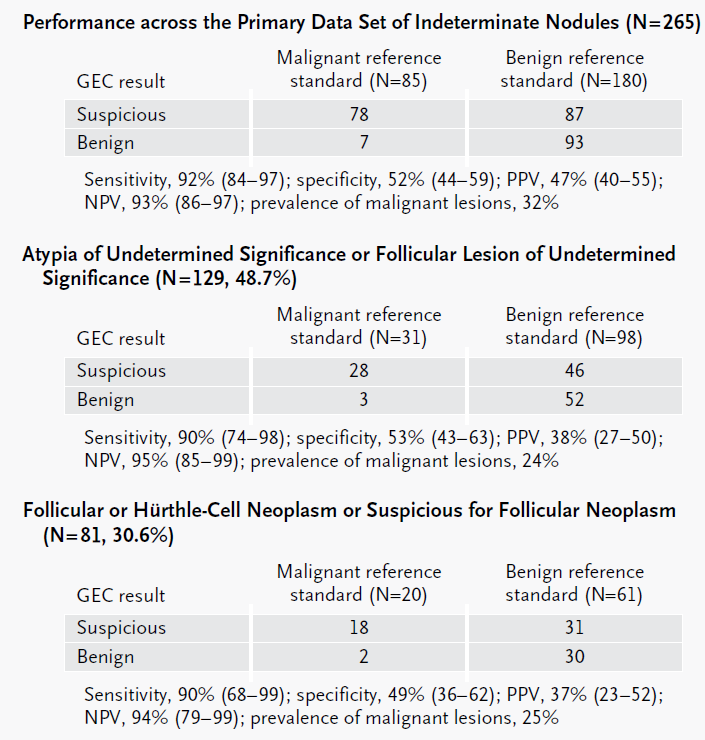 Performance across the Primary Data Set of Indeterminate Nodules (N=265)
Malignant reference Benign reference
GEC result standard (N=85) standard (N=180)
Suspicious 78 87
Benign 7 93
Sensitivity, 92% (84–97); specificity, 52% (44–59); PPV, 47% (40–55);
NPV, 93% (86–97); prevalence of malignant lesions, 32%
Atypia of Undetermined Significance or Follicular Lesion of Undetermined
Significance (N=129, 48.7%)
Malignant reference Benign reference
GEC result standard (N=31) standard (N=98)
Suspicious 28 46
Benign 3 52
Sensitivity, 90% (74–98); specificity, 53% (43–63); PPV, 38% (27–50);
NPV, 95% (85–99); prevalence of malignant lesions, 24%
Follicular or Hürthle-Cell Neoplasm or Suspicious for Follicular Neoplasm
(N=81, 30.6%)
Malignant reference Benign reference
GEC result standard (N=20) standard (N=61)
Suspicious 18 31
Benign 2 30
Sensitivity, 90% (68–99); specificity, 49% (36–62); PPV, 37% (23–52);
NPV, 94% (79–99); prevalence of malignant lesions, 25%